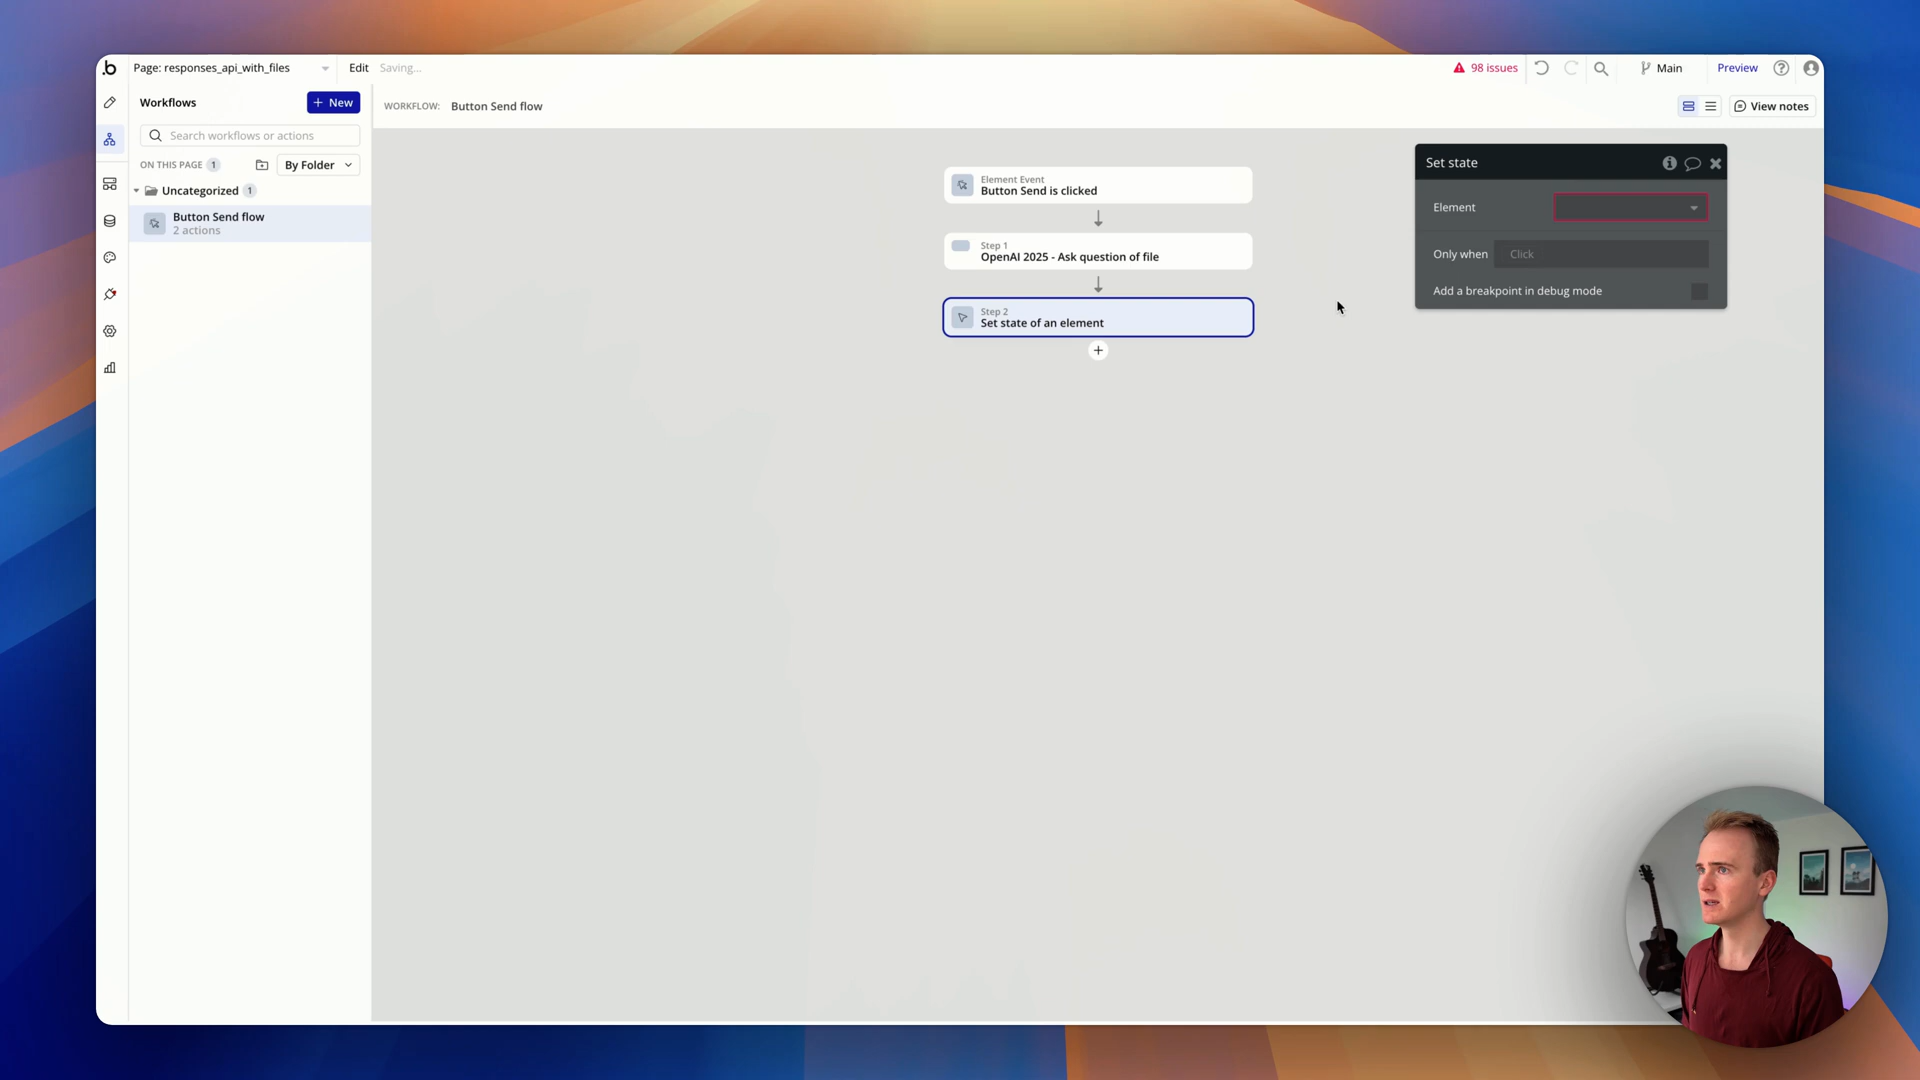 .b
Page: responses_api_with_files
Edit
Saving...
98 issues
Main
Preview
Workflows
+ New
WORKFLOW: Button Send flow
View notes
Search workflows or actions
ON THIS PAGE 1
By Folder
Uncategorized 1
Button Send flow
2 actions
Element Event
Button Send is clicked
Step 1
OpenAI 2025 - Ask question of file
Step 2
Set state of an element
Set state
Element
Only when
Click
Add a breakpoint in debug mode